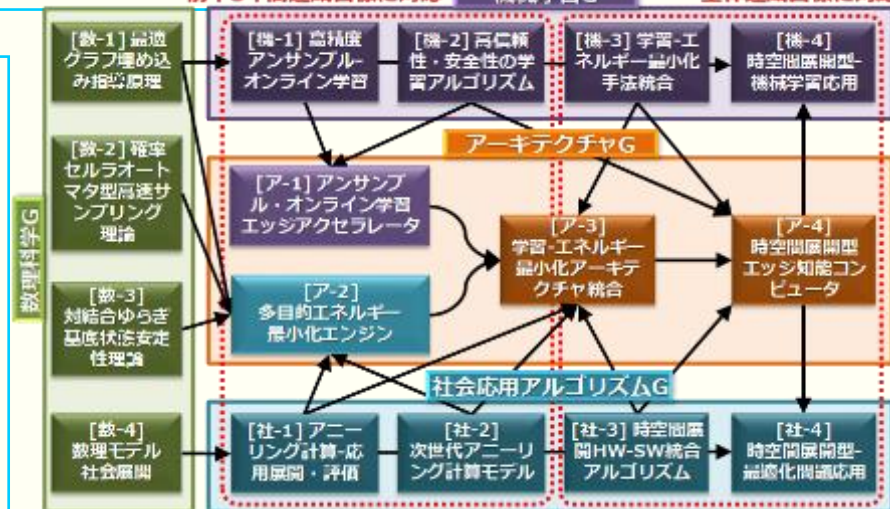 [数-1] 最適
グラフ埋め込
み指導原理
[機-1] 高精度
アンサンブル-
オンライン学習
[機-2] 高信頼
性・安全性の学
習アルゴリズム
[機-3] 学習-エ
ネルギー最小化
手法統合
[機-4]
時空間展開型-
機械学習応用
アーキテクチャG
数理科学G
[数-2] 確率
セルラオート
マタ型高速サ
ンプリング
理論
[ア-1] アンサンブ
ル・オンライン学習
エッジアクセラレータ
[ア-3]
学習-エネルギー
最小化アーキテ
クチャ統合
[ア-4]
時空間展開型
エッジ知能コン
ピュータ
[数-3]
対結合ゆらぎ
基底状態安定
性理論
[ア-2]
多目的エネルギー
最小化エンジン
社会応用アルゴリズムG
[数-4]
数理モデル
社会展開
[社-1] アニー
リング計算-応
用展開・評価
[社-2]
次世代アニーリ
ング計算モデル
[社-3] 時空間展
開HW-SW統合
アルゴリズム
[社-4]
時空間展開型-
最適化問題応用